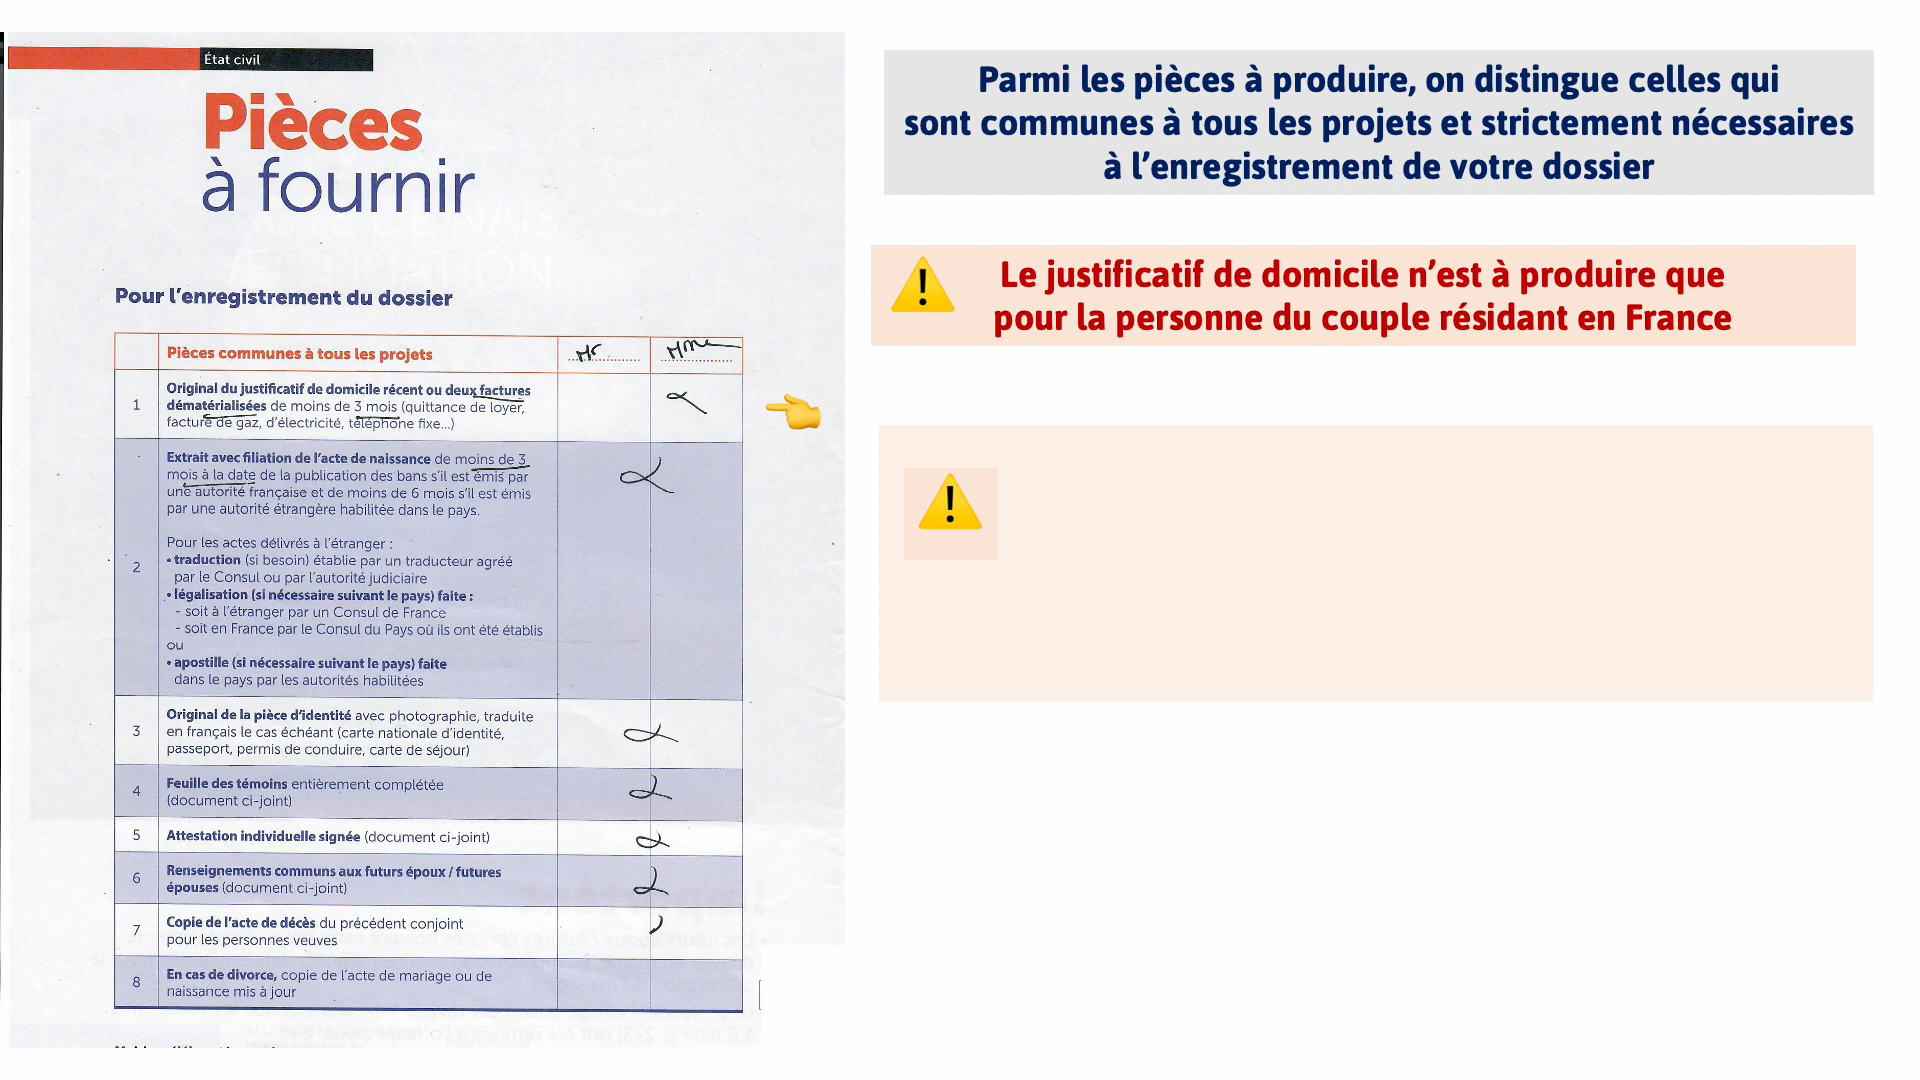 État civil
Pièces
à fournir
Pour l'enregistrement du dossier
Pièces communes à tous les projets
Mr
Mme
1
Original du justificatif de domicile récent ou deux factures
dématérialisées de moins de 3 mois (quittance de loyer,
facture de gaz, d'électricité, téléphone fixe...)
2
Extrait avec filiation de l'acte de naissance de moins de 3
mois à la date de la publication des bans s'il est émis par
une autorité française et de moins de 6 mois s'il est émis
par une autorité étrangère habilitée dans le pays.
Pour les actes délivrés à l'étranger :
• traduction (si besoin) établie par un traducteur agréé
par le Consul ou par l'autorité judiciaire
• légalisation (si nécessaire suivant le pays) faite :
- soit à l'étranger par un Consul de France
- soit en France par le Consul du Pays où ils ont été établis
ou
• apostille (si nécessaire suivant le pays) faite
dans le pays par les autorités habilitées
3
Original de la pièce d'identité avec photographie, traduite
en français le cas échéant (carte nationale d'identité,
passeport, permis de conduire, carte de séjour)
4
Feuille des témoins entièrement complétée
(document ci-joint)
5
Attestation individuelle signée (document ci-joint)
6
Renseignements communs aux futurs époux / futures
épouses (document ci-joint)
7
Copie de l'acte de décès du précédent conjoint
pour les personnes veuves
8
En cas de divorce, copie de l'acte de mariage ou de
naissance mis à jour
Parmi les pièces à produire, on distingue celles qui
sont communes à tous les projets et strictement nécessaires
à l'enregistrement de votre dossier
Le justificatif de domicile n'est à produire que
pour la personne du couple résidant en France